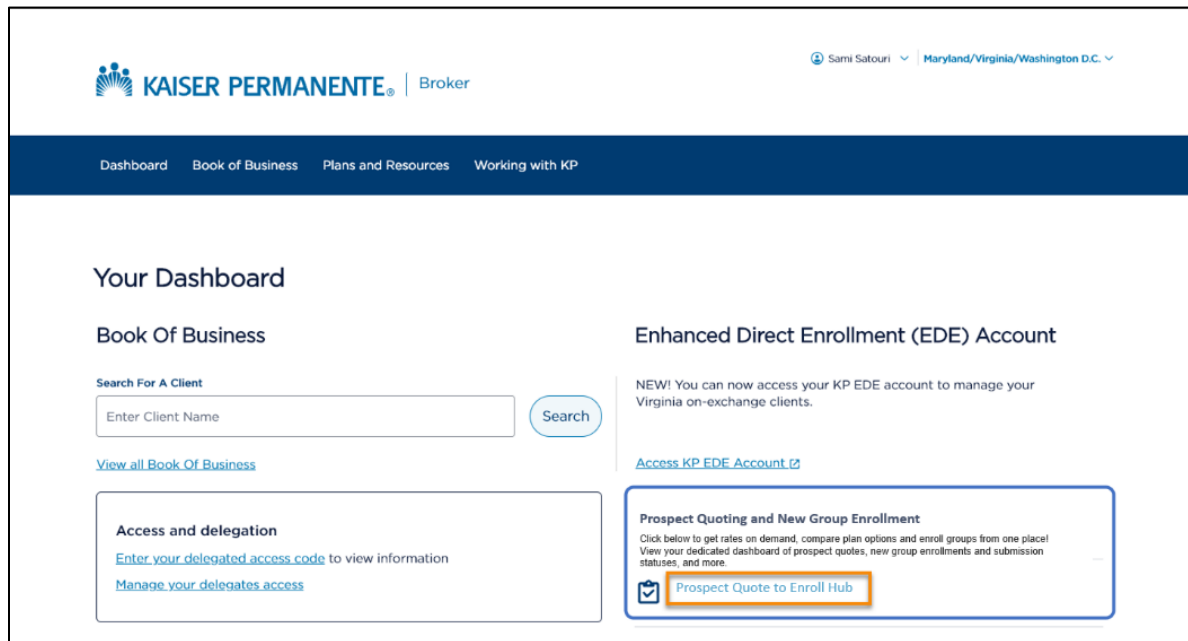 Sami Satouri
Maryland/Virginia/Washington D.C.
KAISER PERMANENTE® Broker
Dashboard Book of Business Plans and Resources Working with KP
Your Dashboard
Book Of Business
Search For A Client
Enter Client Name
Search
View all Book Of Business
Access and delegation
Enter your delegated access code to view information
Manage your delegates access
Enhanced Direct Enrollment (EDE) Account
NEW! You can now access your KP EDE account to manage your
Virginia on-exchange clients.
Access KP EDE Account
Prospect Quoting and New Group Enrollment
Click below to get rates on demand, compare plan options and enroll groups from one place!
View your dedicated dashboard of prospect quotes, new group enrollments and submission
statuses, and more.
Prospect Quote to Enroll Hub